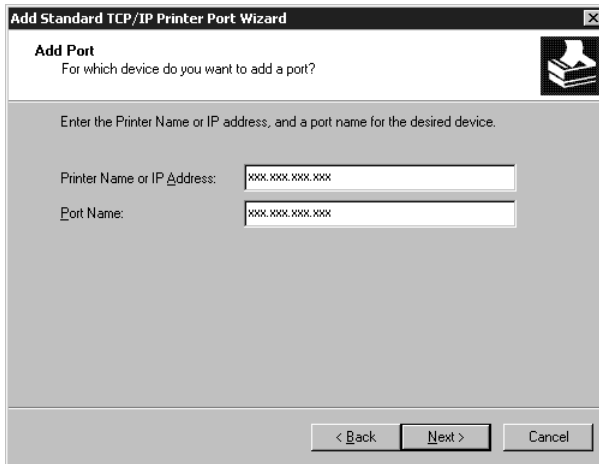 Add Standard TCP/IP Printer Port Wizard
Add Port
For which device do you want to add a port?
Enter the Printer Name or IP address, and a port name for the desired device.
Printer Name or IP Address: xxx.xxx.xxx.xxx
Port Name: xxx.xxx.xxx.xxx
< Back Next > Cancel